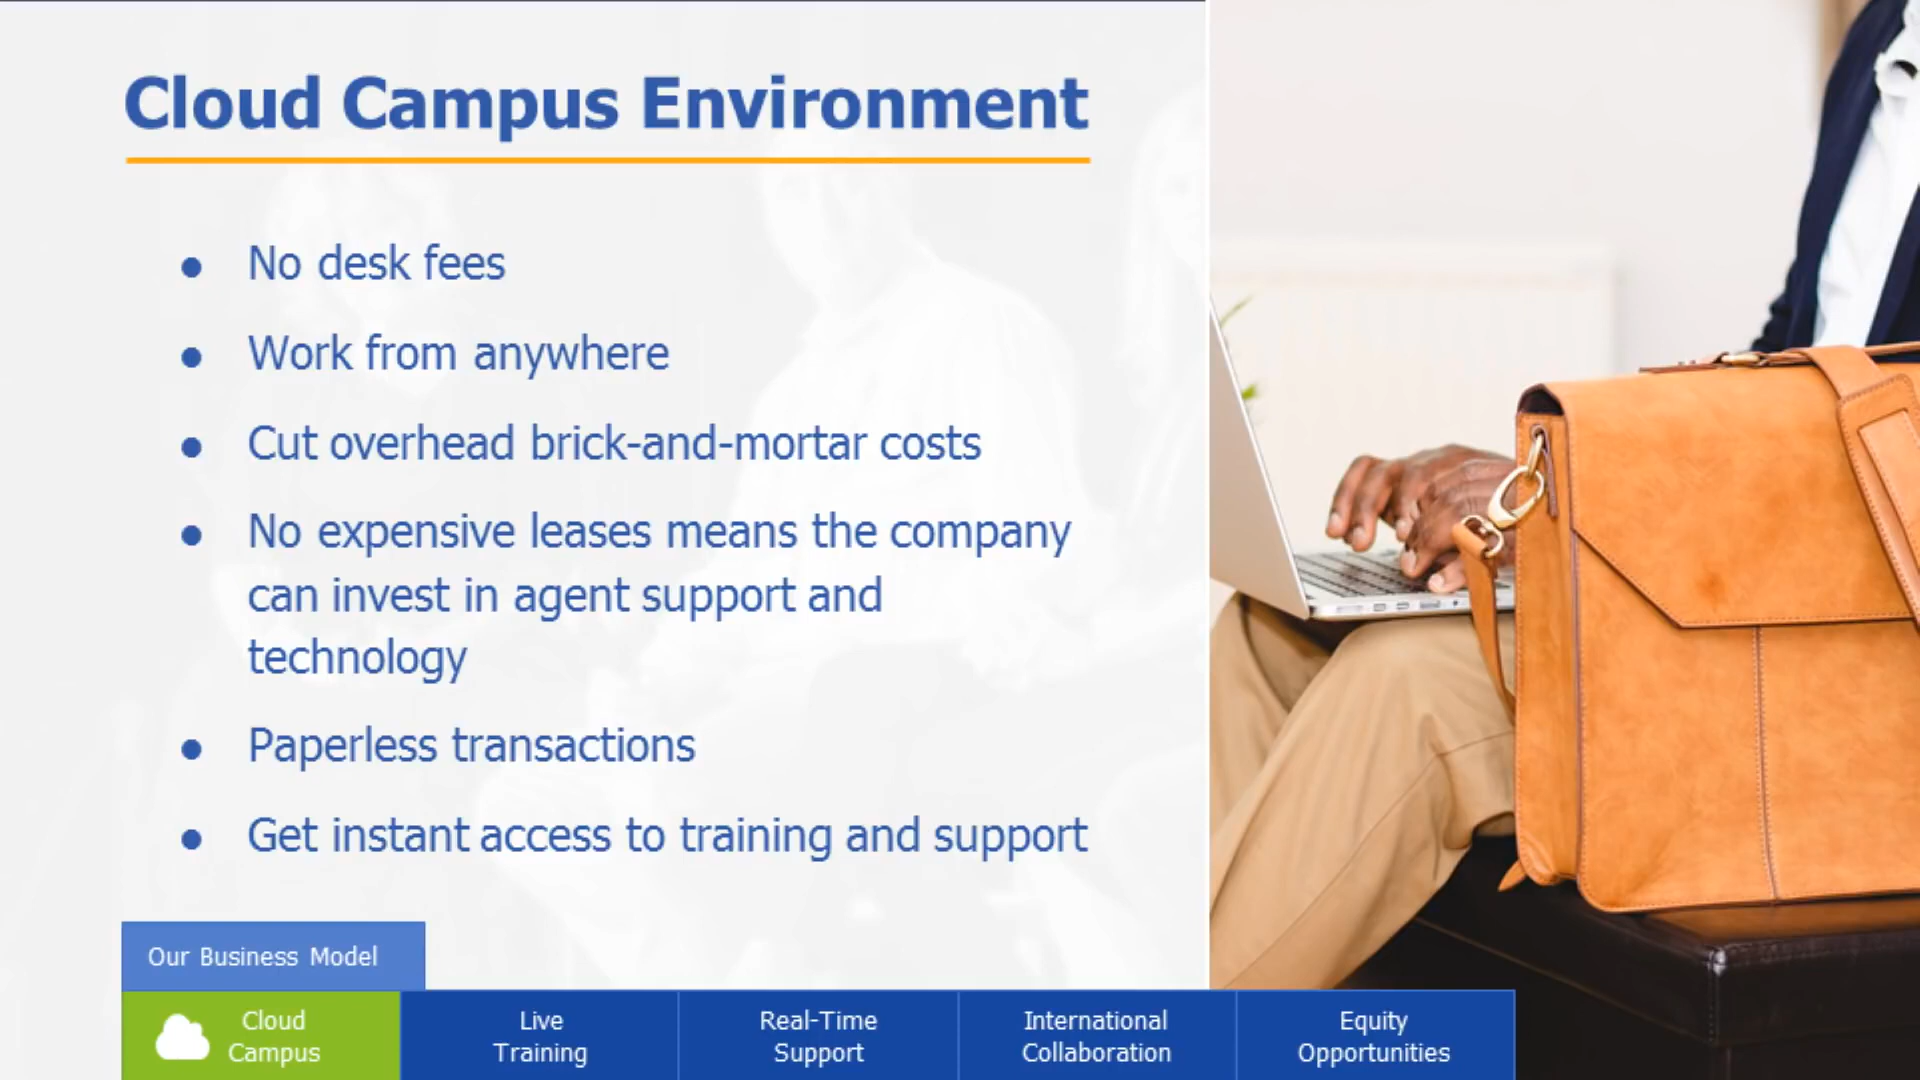 Cloud Campus Environment
● No desk fees
● Work from anywhere
● Cut overhead brick-and-mortar costs
● No expensive leases means the company
can invest in agent support and
technology
● Paperless transactions
● Get instant access to training and support
Our Business Model
Cloud
Campus
Live
Training
Real-Time
Support
International
Collaboration
Equity
Opportunities